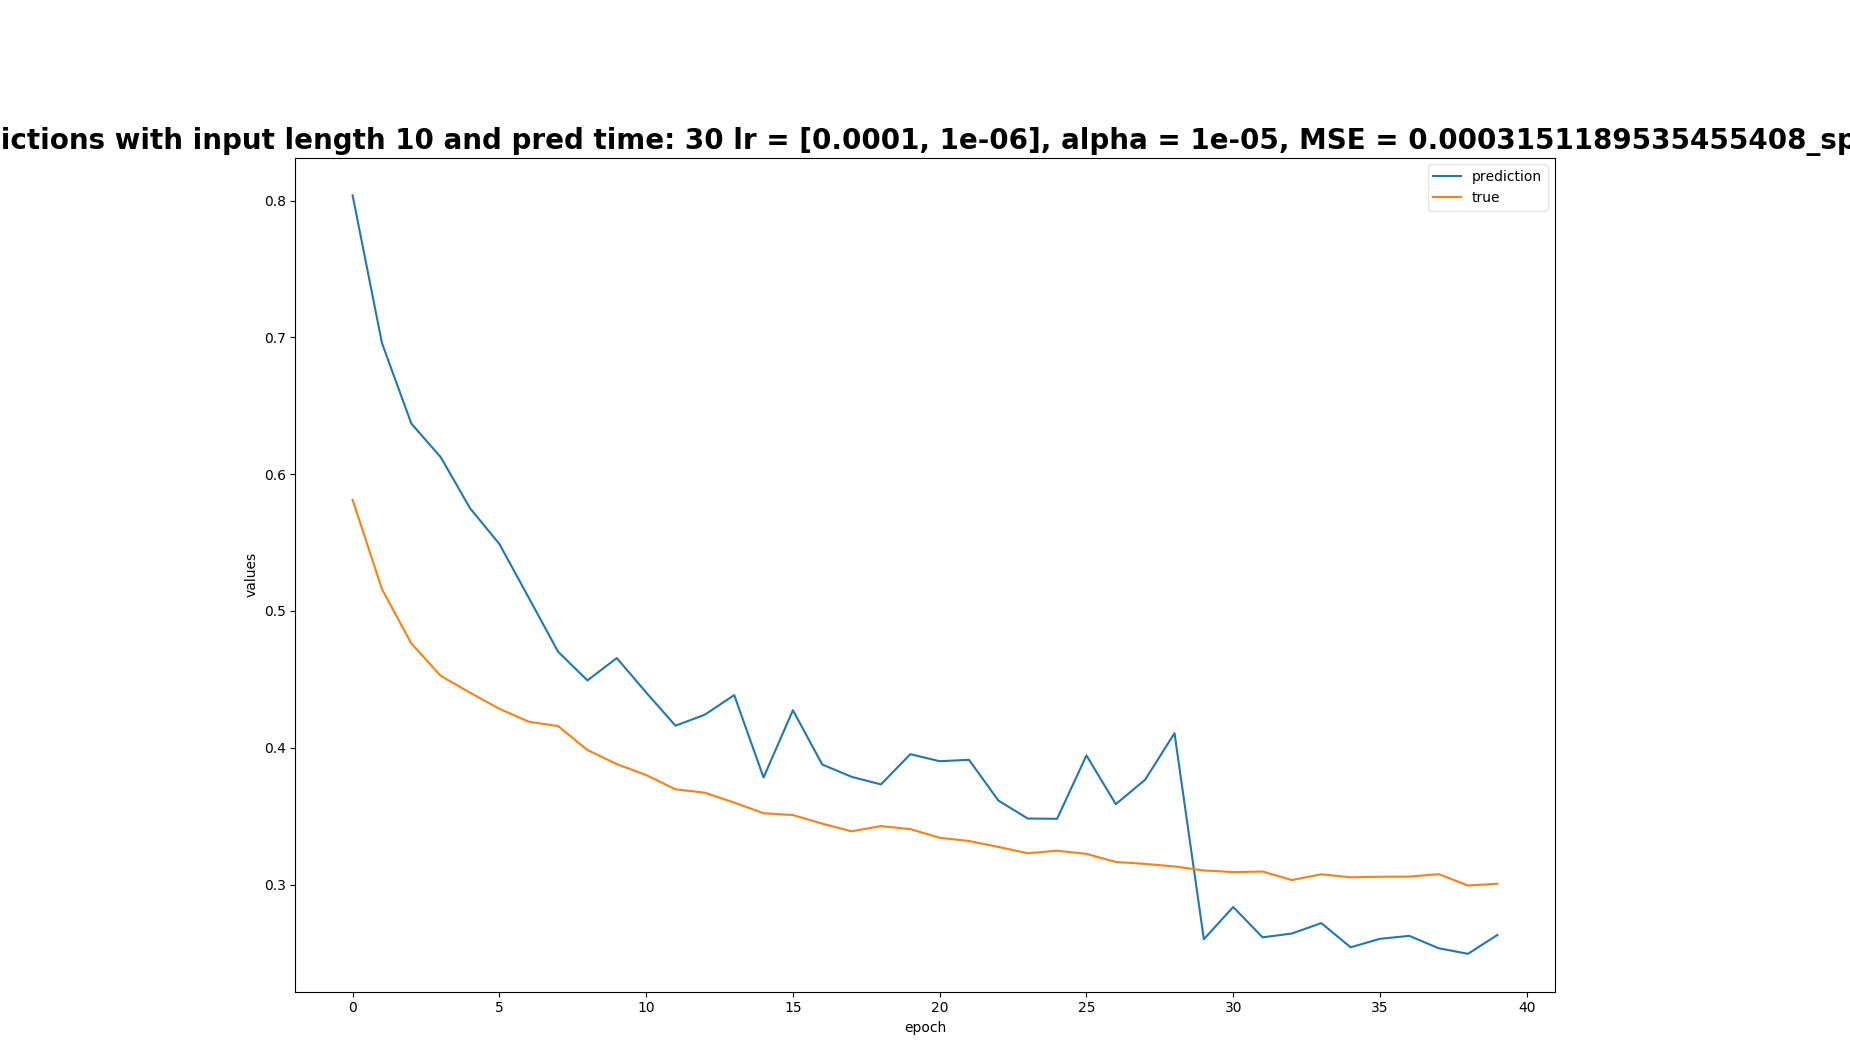 ictions with input length 10 and pred time: 30 lr = [0.0001, 1e-06], alpha = 1e-05, MSE = 0.0003151189535455408_sp
prediction
true
0.8
0.7
0.6
0.5
0.4
0.3
values
0 5 10 15 20 25 30 35 40
epoch